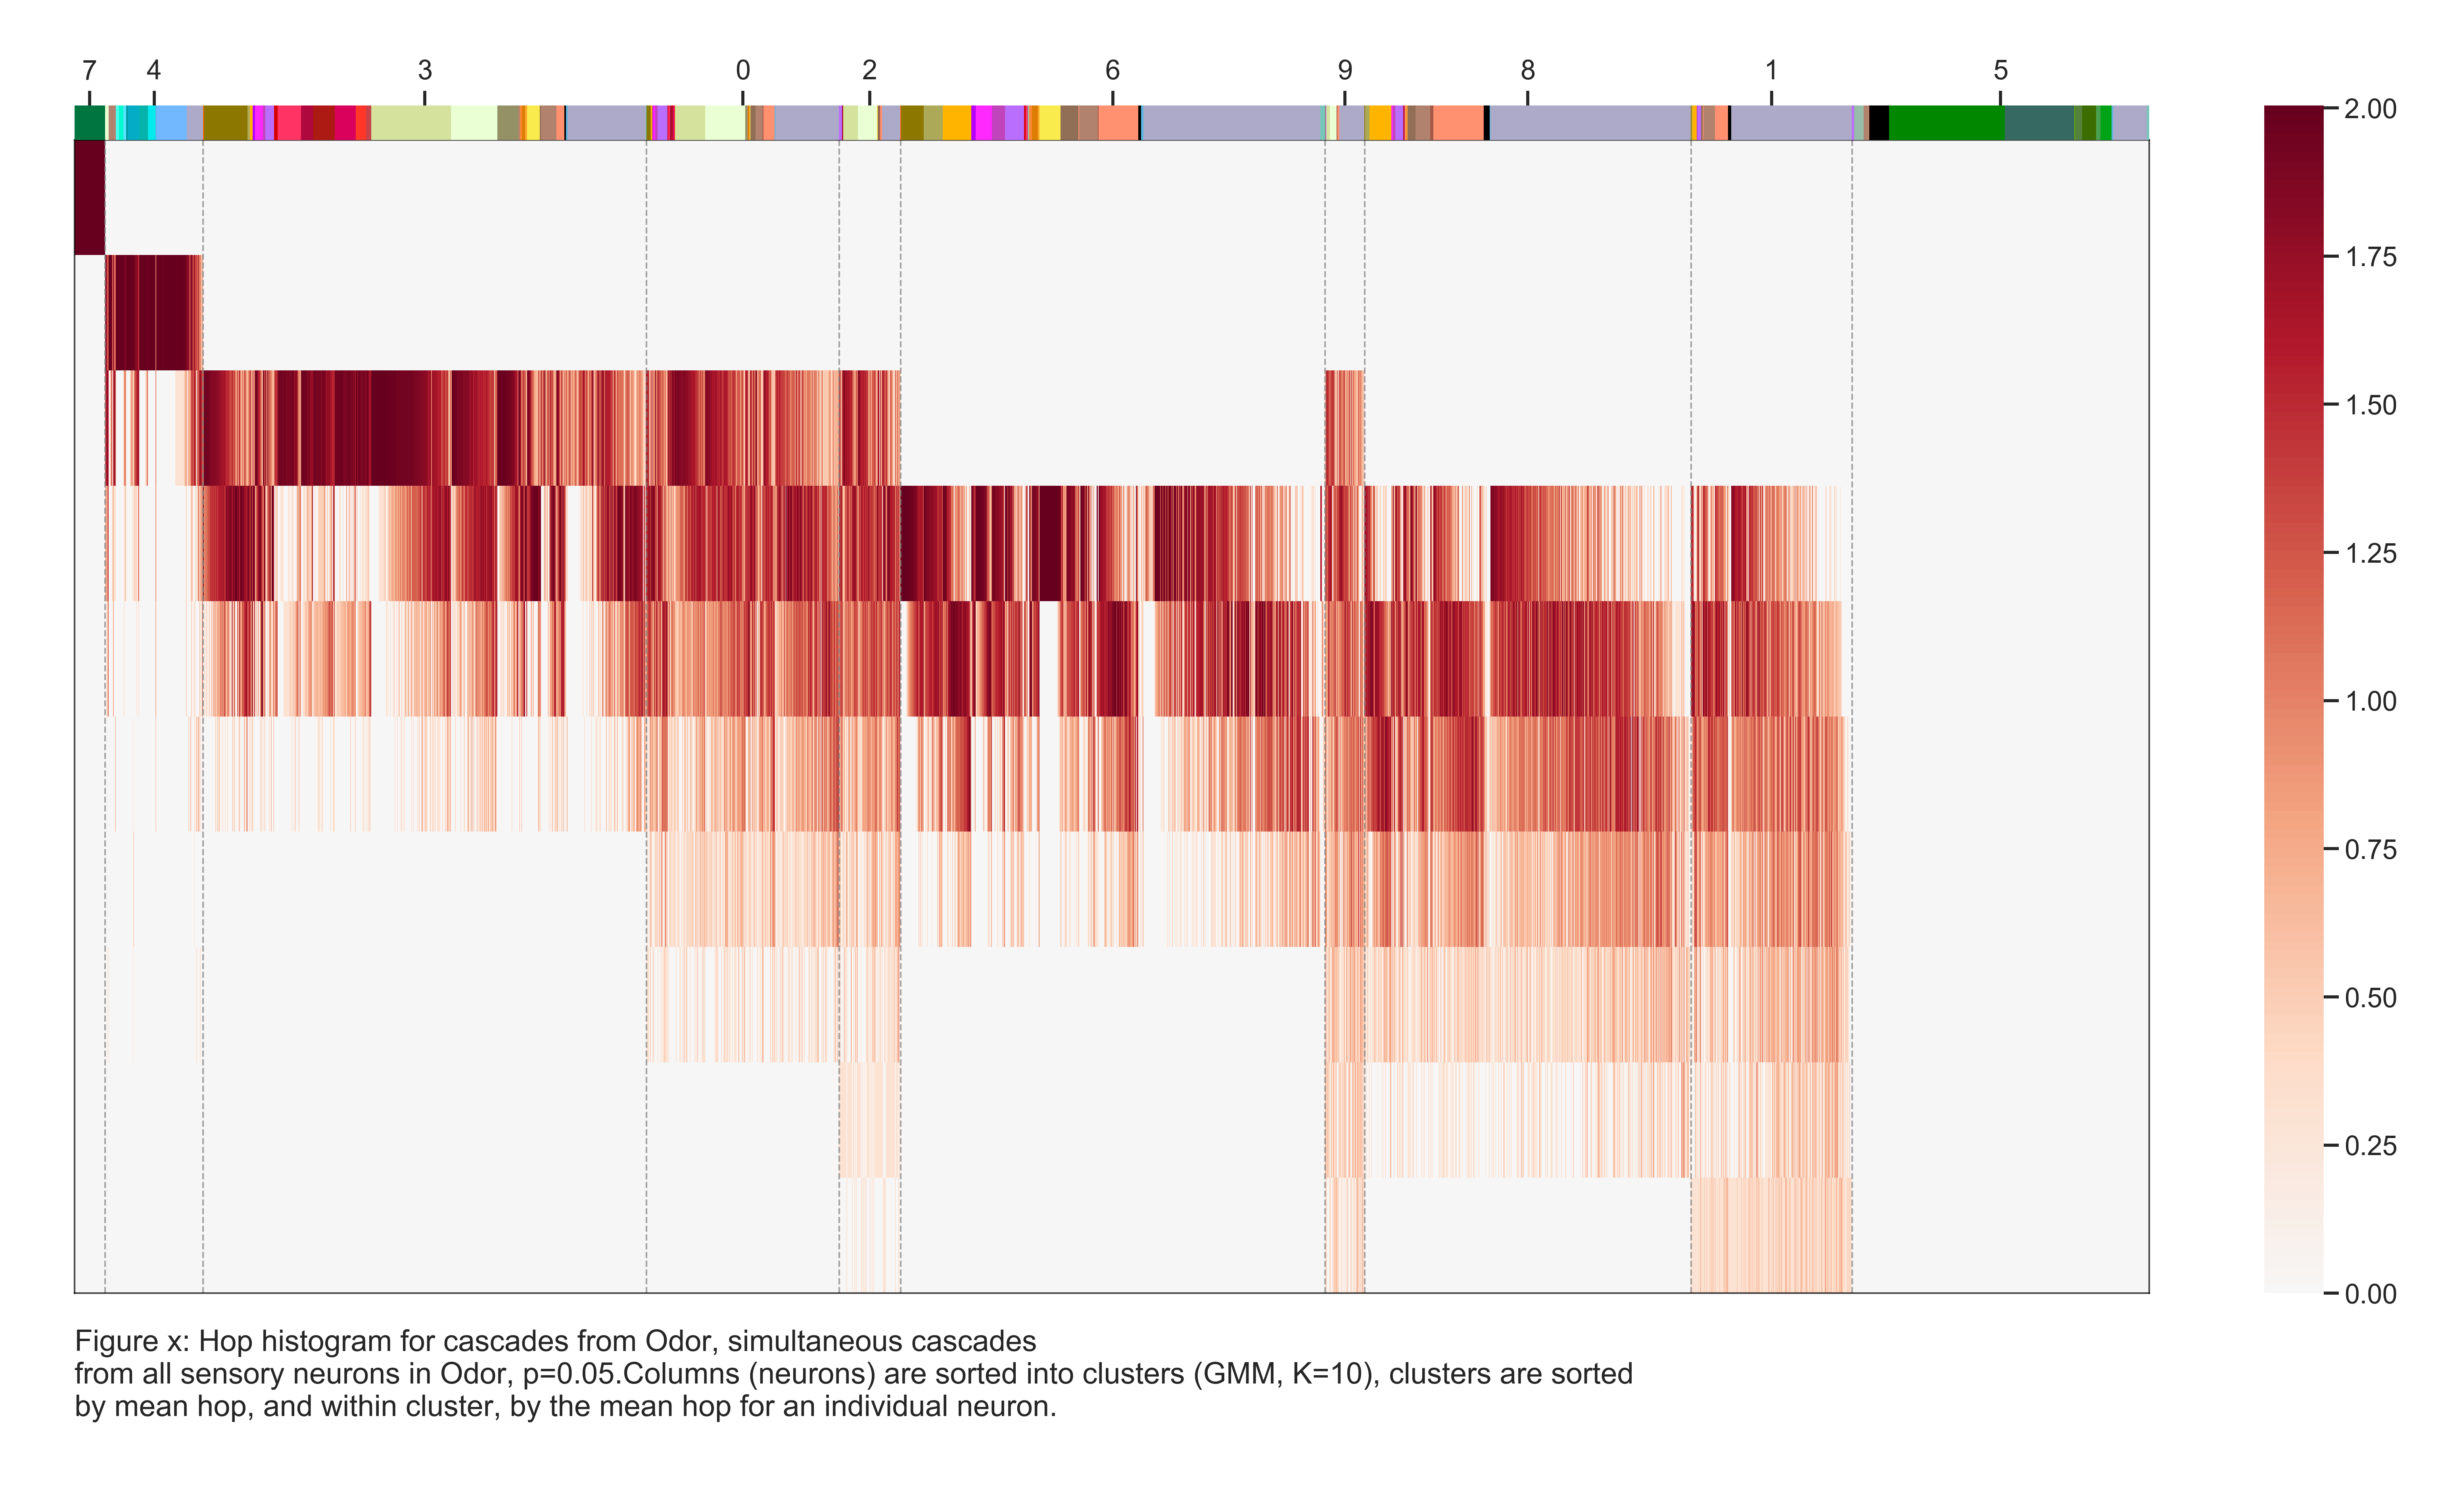 7 4 3 0 2 6 9 8 1 5
2.00
1.75
1.50
1.25
1.00
0.75
0.50
0.25
0.00
Figure x: Hop histogram for cascades from Odor, simultaneous cascades
from all sensory neurons in Odor, p=0.05.Columns (neurons) are sorted into clusters (GMM, K=10), clusters are sorted
by mean hop, and within cluster, by the mean hop for an individual neuron.